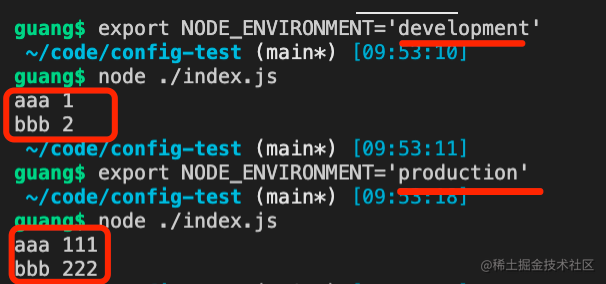 guang$ export NODE_ENVIRONMENT='development'
~/code/config-test (main*) [09:53:10]
guang$ node ./index.js
aaa 1
bbb 2
~/code/config-test (main*) [09:53:11]
guang$ export NODE_ENVIRONMENT='production'
~/code/config-test (main*) [09:53:18]
guang$ node ./index.js
aaa 111
bbb 222
@稀土掘金技术社区